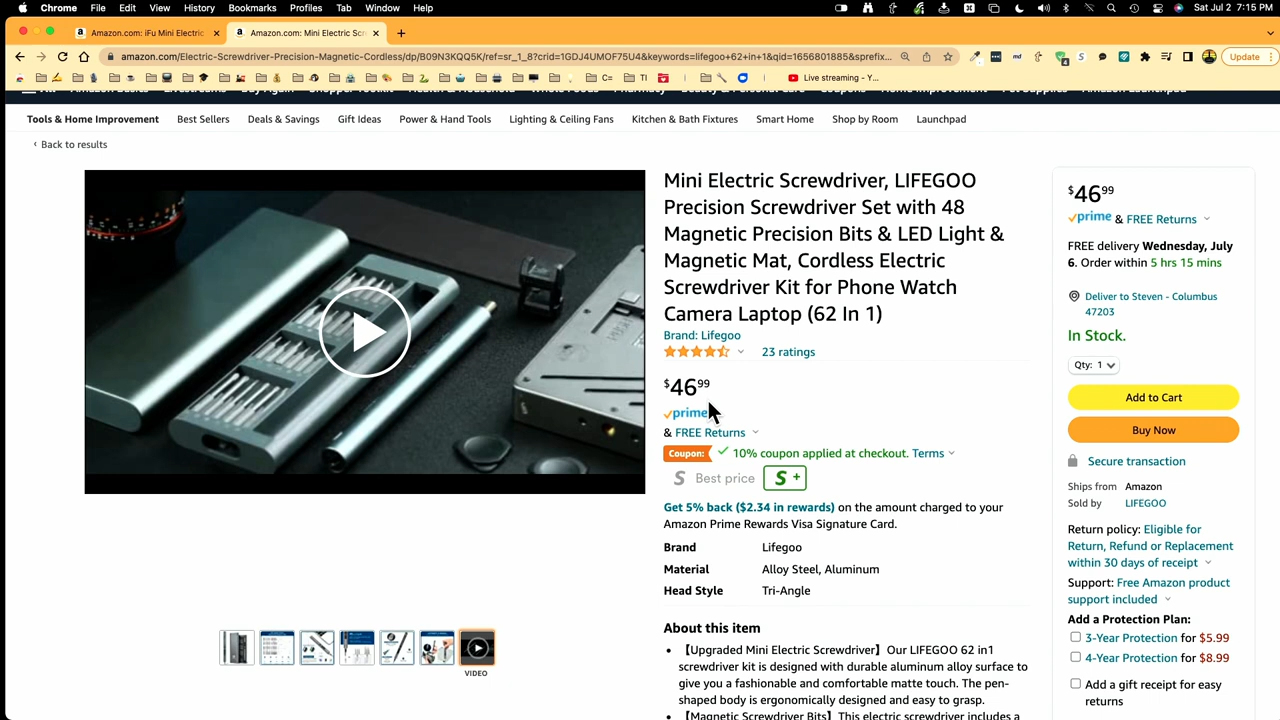 Chrome File Edit View History Bookmarks Profiles Tab Window Help Sat Jul 2 7:15 PM
Amazon.com: iFu Mini Electric Amazon.com: Mini Electric Scr
amazon.com/Electric-Screwdriver-Precision-Magnetic-Cordless/dp/B09N3KQQ5K/ref=sr_1_8?crid=1GDJ4UMOF75U4&keywords=lifegoo+62+in+1&qid=1656801885&sprefix... Update
C= TI Live streaming - Y...
Tools & Home Improvement Best Sellers Deals & Savings Gift Ideas Power & Hand Tools Lighting & Ceiling Fans Kitchen & Bath Fixtures Smart Home Shop by Room Launchpad
‹ Back to results
Mini Electric Screwdriver, LIFEGOO
Precision Screwdriver Set with 48
Magnetic Precision Bits & LED Light &
Magnetic Mat, Cordless Electric
Screwdriver Kit for Phone Watch
Camera Laptop (62 In 1)
Brand: Lifegoo
23 ratings
$46 99
prime
& FREE Returns
Coupon: 10% coupon applied at checkout. Terms
S Best price S +
Get 5% back ($2.34 in rewards) on the amount charged to your
Amazon Prime Rewards Visa Signature Card.
Brand Lifegoo
Material Alloy Steel, Aluminum
Head Style Tri-Angle
About this item
• 【Upgraded Mini Electric Screwdriver】Our LIFEGOO 62 in1
screwdriver kit is designed with durable aluminum alloy surface to
give you a fashionable and comfortable matte touch. The pen-
shaped body is ergonomically designed and easy to grasp.
• 【Magnetic Screwdriver Bits】This electric screwdriver includes a
VIDEO
$46 99
prime & FREE Returns
FREE delivery Wednesday, July
6. Order within 5 hrs 15 mins
Deliver to Steven - Columbus
47203
In Stock.
Qty: 1
Add to Cart
Buy Now
Secure transaction
Ships from Amazon
Sold by LIFEGOO
Return policy: Eligible for
Return, Refund or Replacement
within 30 days of receipt
Support: Free Amazon product
support included
Add a Protection Plan:
3-Year Protection for $5.99
4-Year Protection for $8.99
Add a gift receipt for easy
returns